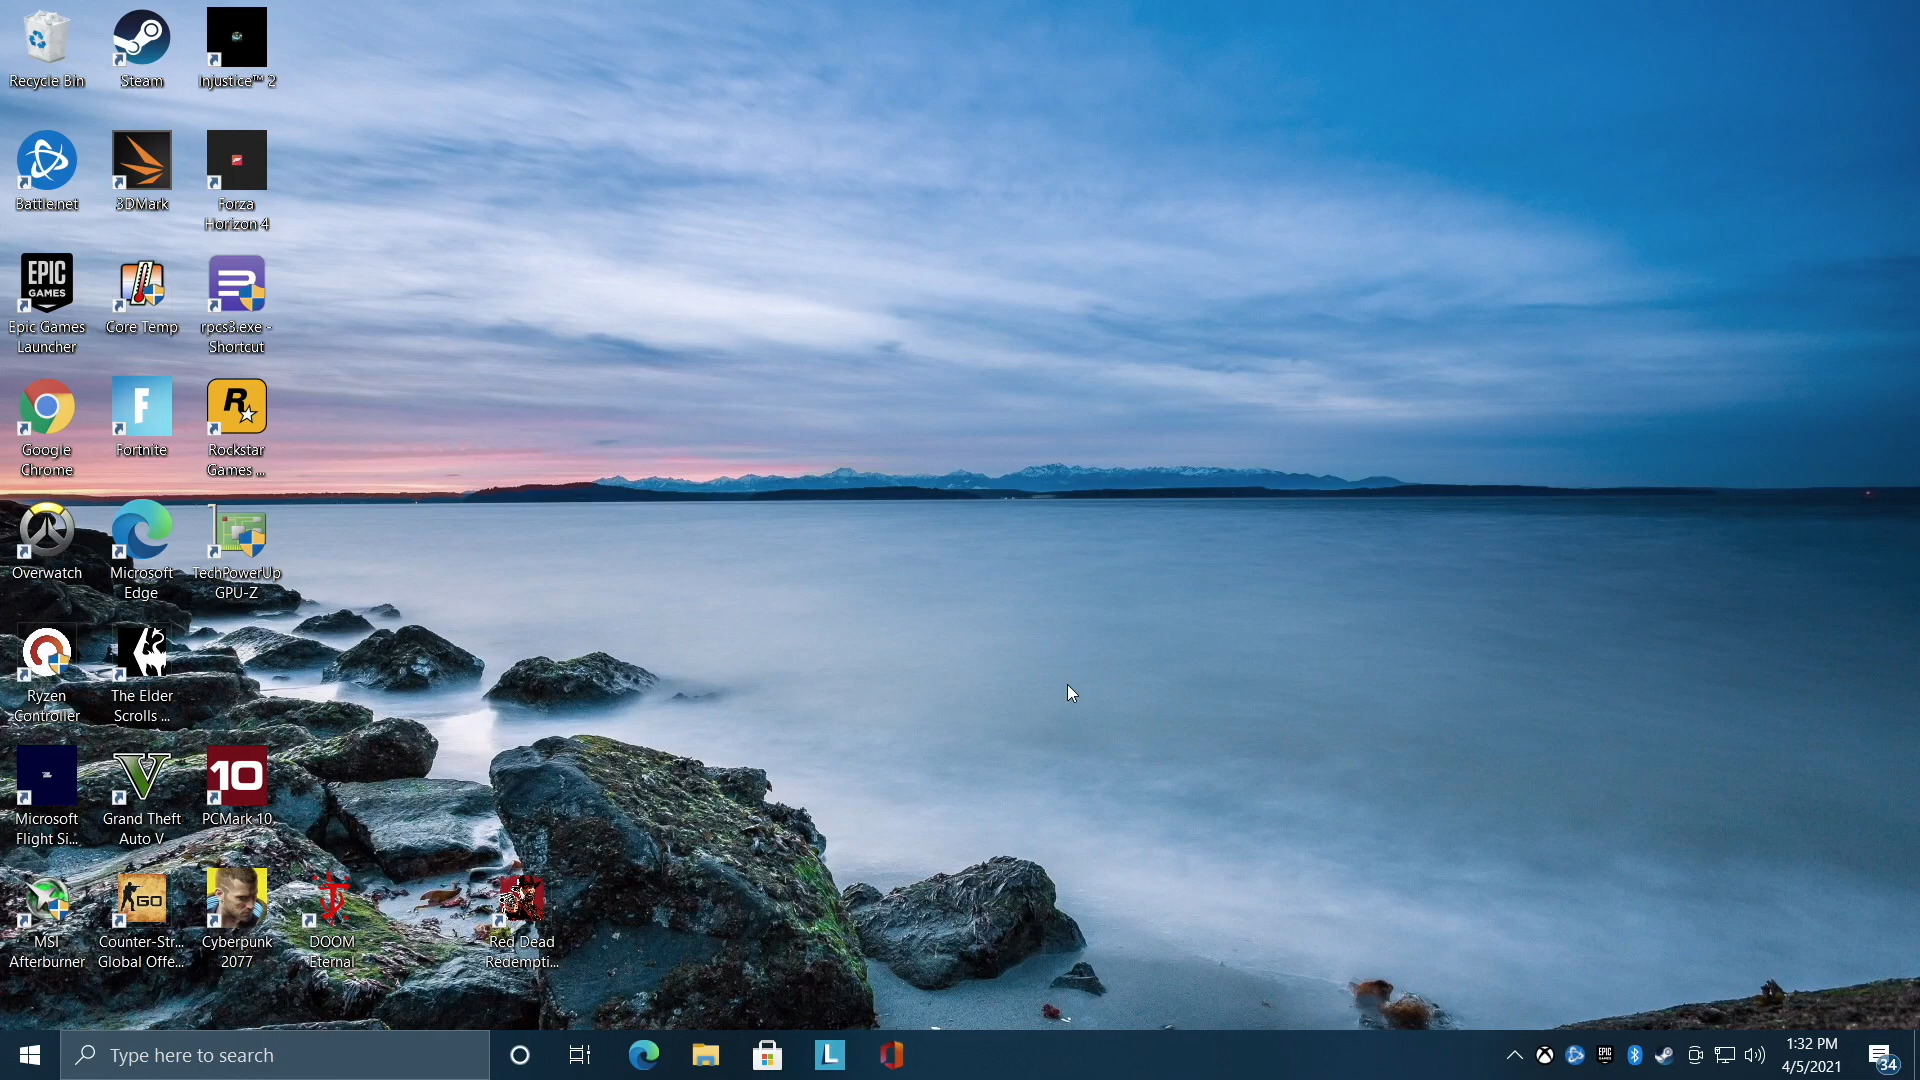 Recycle Bin
Steam
Injustice™ 2
Battle.net
3DMark
Forza
Horizon 4
EPIC
GAMES
Epic Games
Launcher
Core Temp
rpcs3.exe -
Shortcut
Google
Chrome
F
Fortnite
R
Rockstar
Games ...
Overwatch
Microsoft
Edge
TechPowerUp
GPU-Z
Ryzen
Controller
The Elder
Scrolls ...
Microsoft
Flight Si...
V
Grand Theft
Auto V
10
PCMark 10
MSI
Afterburner
GO
Counter-Str...
Global Offe...
Cyberpunk
2077
DOOM
Eternal
Red Dead
Redempti...
Type here to search
L
EPIC
GAMES
1:32 PM
4/5/2021
34